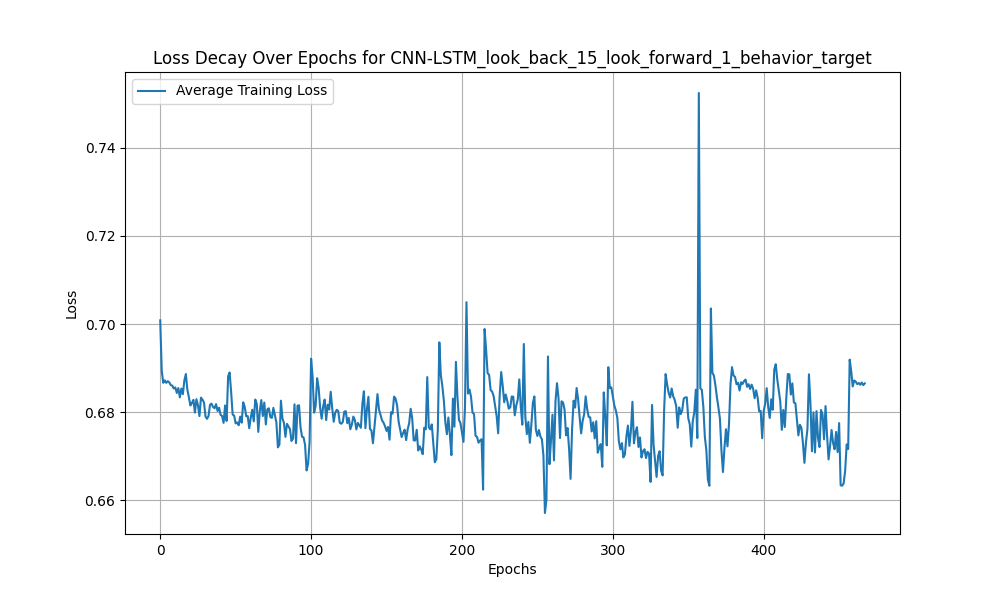 Loss Decay Over Epochs for CNN-LSTM_look_back_15_look_forward_1_behavior_target
Average Training Loss
0.74
0.72
0.70
0.68
0.66
Loss
0 100 200 300 400
Epochs